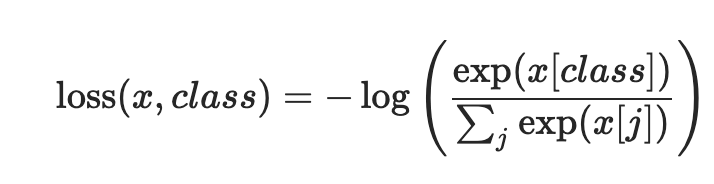 loss(x, class) = − log ( exp(x[class]) / ∑_j exp(x[j]) )